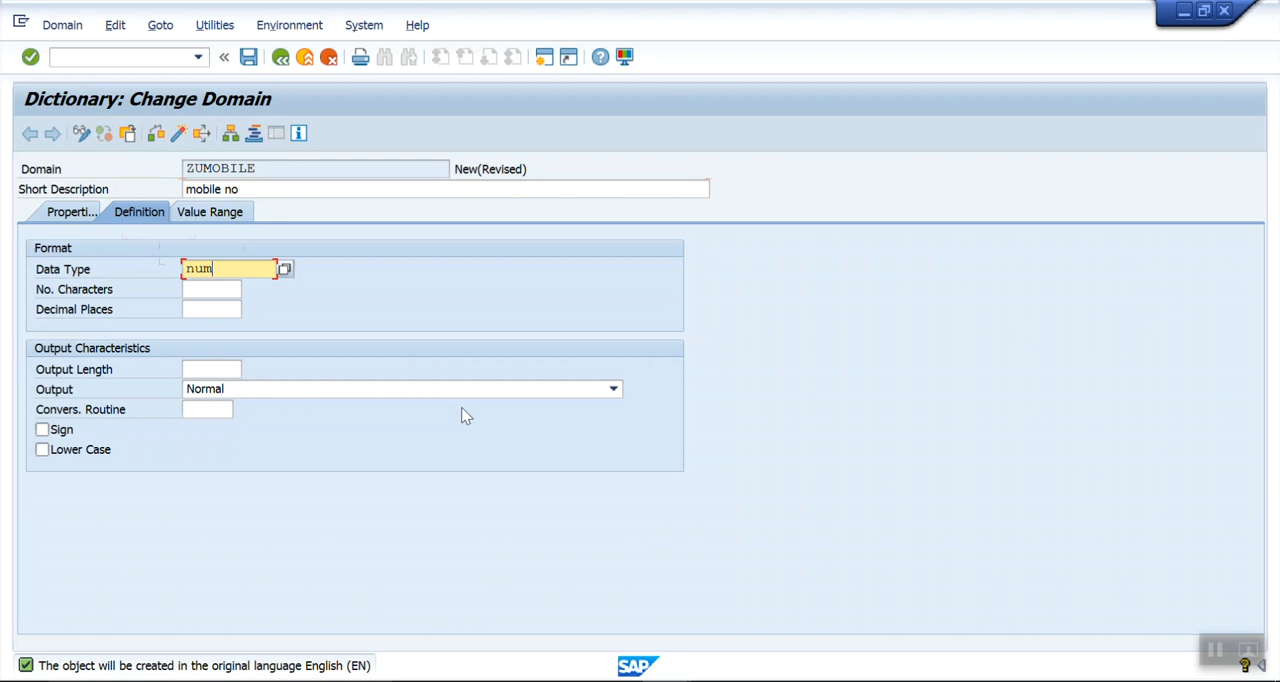 Domain Edit Goto Utilities Environment System Help
Dictionary: Change Domain
Domain ZUMOBILE New(Revised)
Short Description mobile no
Properti... Definition Value Range
Format
Data Type num
No. Characters
Decimal Places
Output Characteristics
Output Length
Output Normal
Convers. Routine
Sign
Lower Case
The object will be created in the original language English (EN) SAP